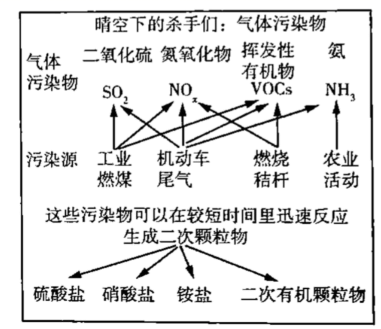 晴空下的杀手们：气体污染物
气体
污染物
二氧化硫 氮氧化物 挥发性
有机物 氨
SO₂ NOₓ VOCs NH₃
污染源 工业
燃煤 机动车
尾气 燃烧
秸秆 农业
活动
这些污染物可以在较短时间里迅速反应
生成二次颗粒物
硫酸盐 硝酸盐 铵盐 二次有机颗粒物